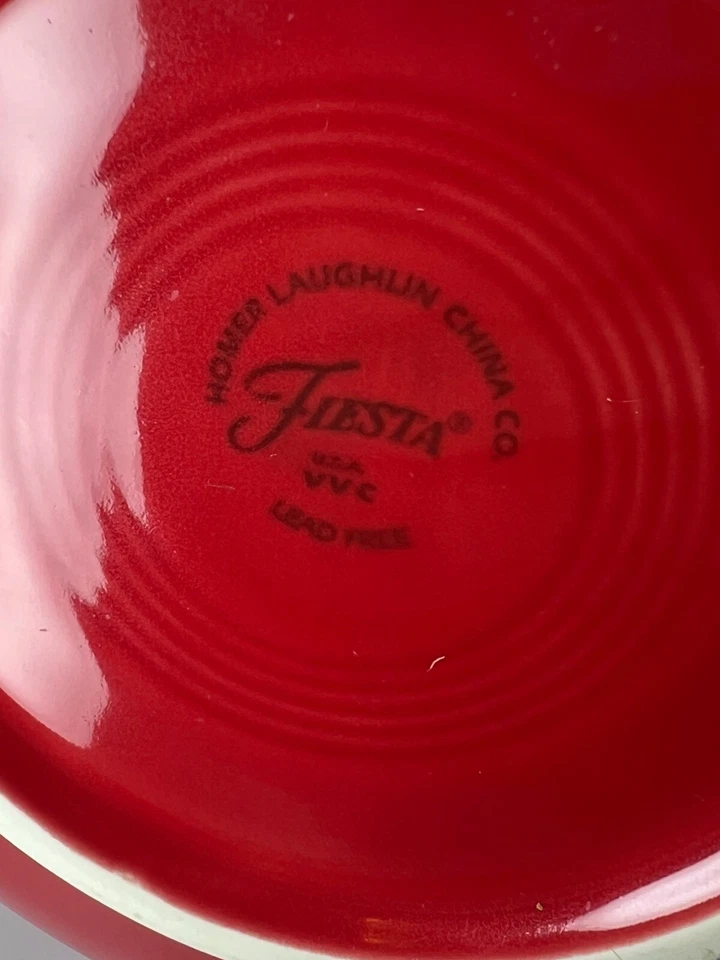 HOMER LAUGHLIN CHINA CO.
FIESTA®
U.S.A.
VVC
LEAD FREE